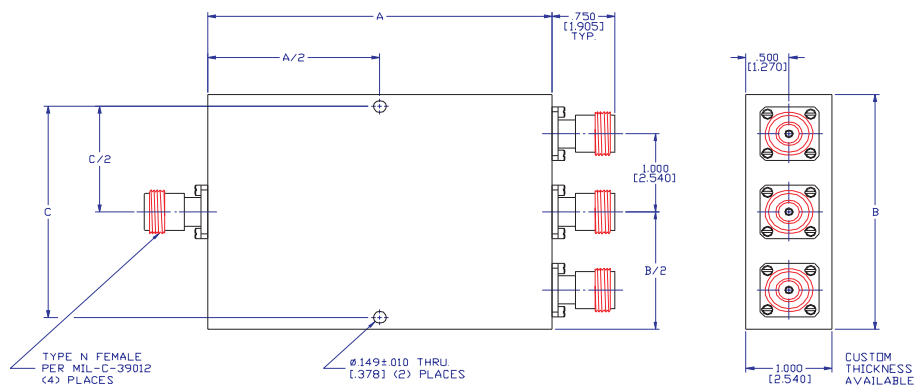 A
.750
[1.905]
TYP.
A/2
.500
[1.270]
C/2
C
1.000
[2.540]
B/2
B
TYPE N FEMALE
PER MIL-C-39012
(4) PLACES
ø.149±.010 THRU.
[.378] (2) PLACES
1.000
[2.540]
CUSTOM
THICKNESS
AVAILABLE